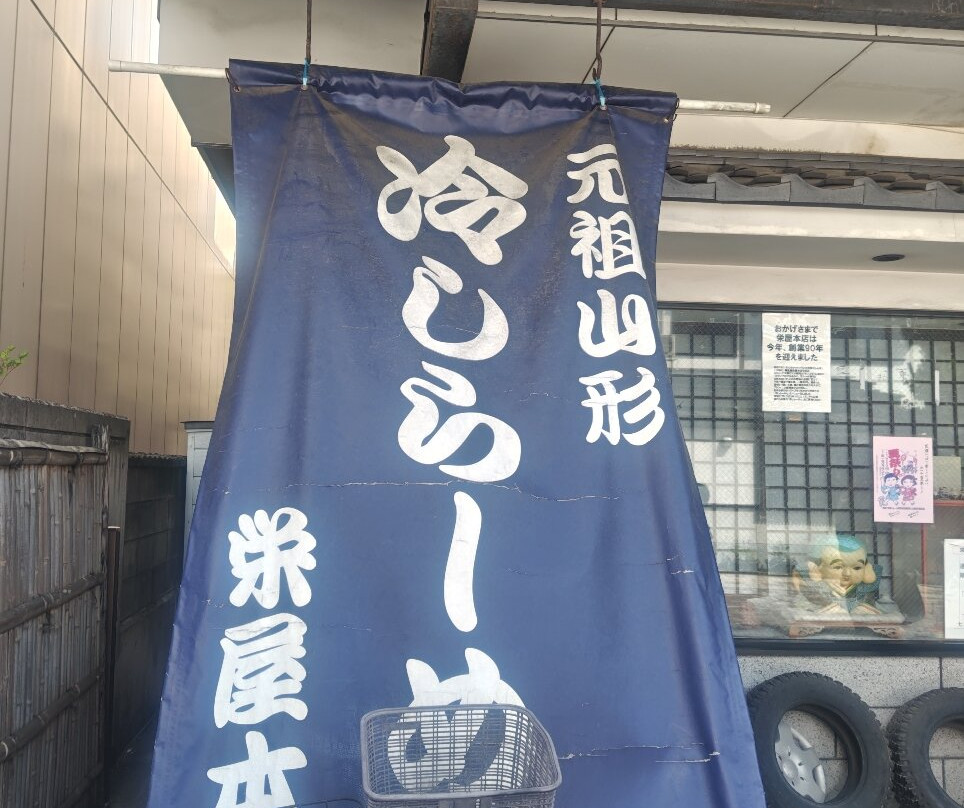 元祖山形
冷しらーめ
栄屋本
おかげさまで
栄屋本店は
今年、創業90年
を迎えました